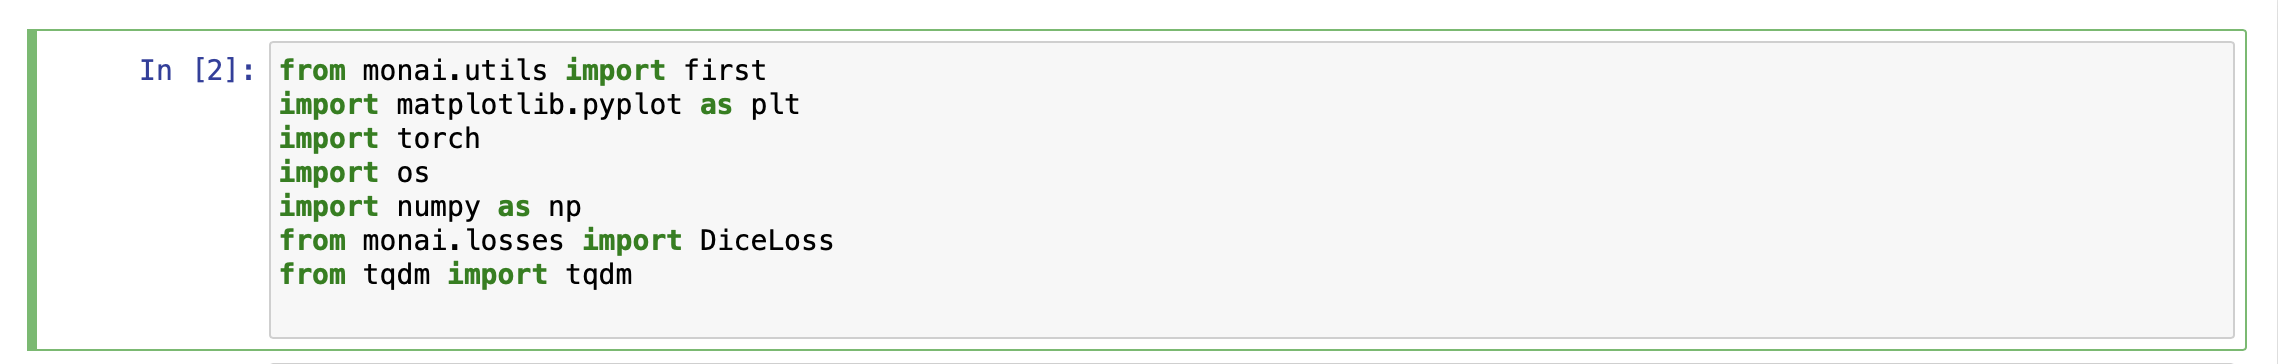 In [2]:
from monai.utils import first
import matplotlib.pyplot as plt
import torch
import os
import numpy as np
from monai.losses import DiceLoss
from tqdm import tqdm